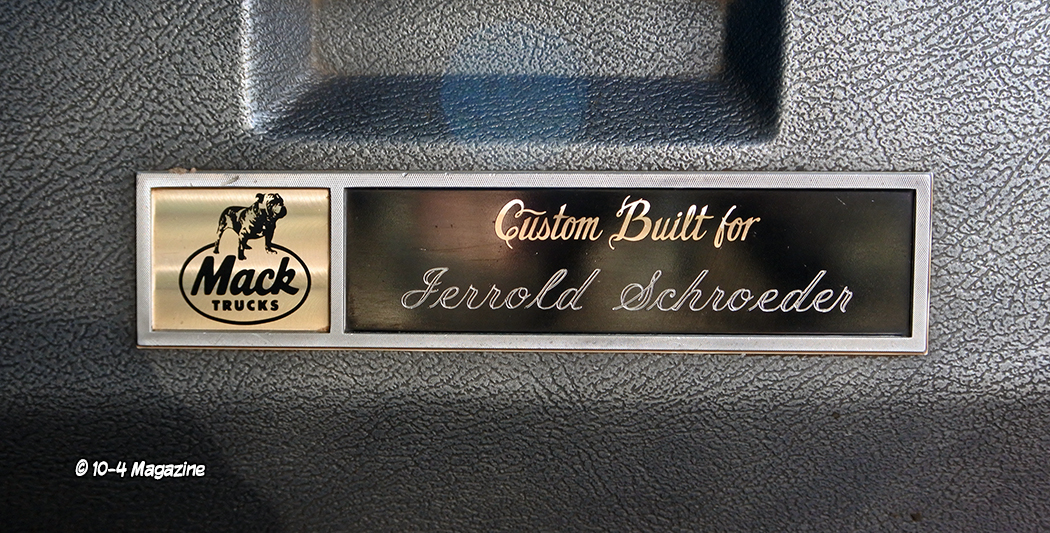 Custom Built for
Mack
TRUCKS
Jerrold Schroeder
© 10-4 Magazine